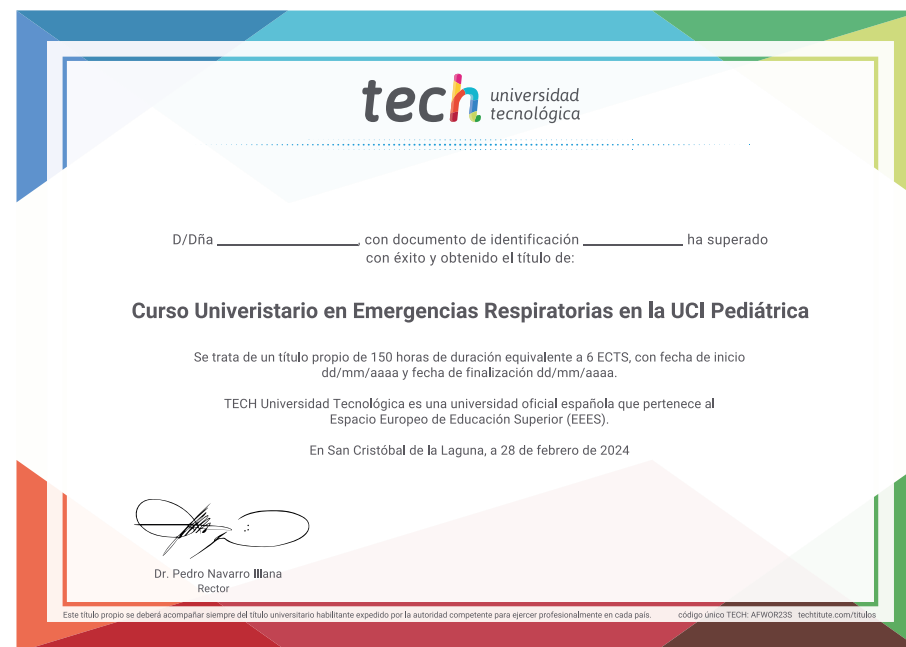 tech universidad
tecnológica
D/Dña ____________________, con documento de identificación ______________ ha superado
con éxito y obtenido el título de:
Curso Univeristario en Emergencias Respiratorias en la UCI Pediátrica
Se trata de un título propio de 150 horas de duración equivalente a 6 ECTS, con fecha de inicio
dd/mm/aaaa y fecha de finalización dd/mm/aaaa.
TECH Universidad Tecnológica es una universidad oficial española que pertenece al
Espacio Europeo de Educación Superior (EEES).
En San Cristóbal de la Laguna, a 28 de febrero de 2024
Dr. Pedro Navarro Illana
Rector
Este título propio se deberá acompañar siempre del título universitario habilitante expedido por la autoridad competente para ejercer profesionalmente en cada país. código único TECH: AFWOR23S techtitute.com/titulos